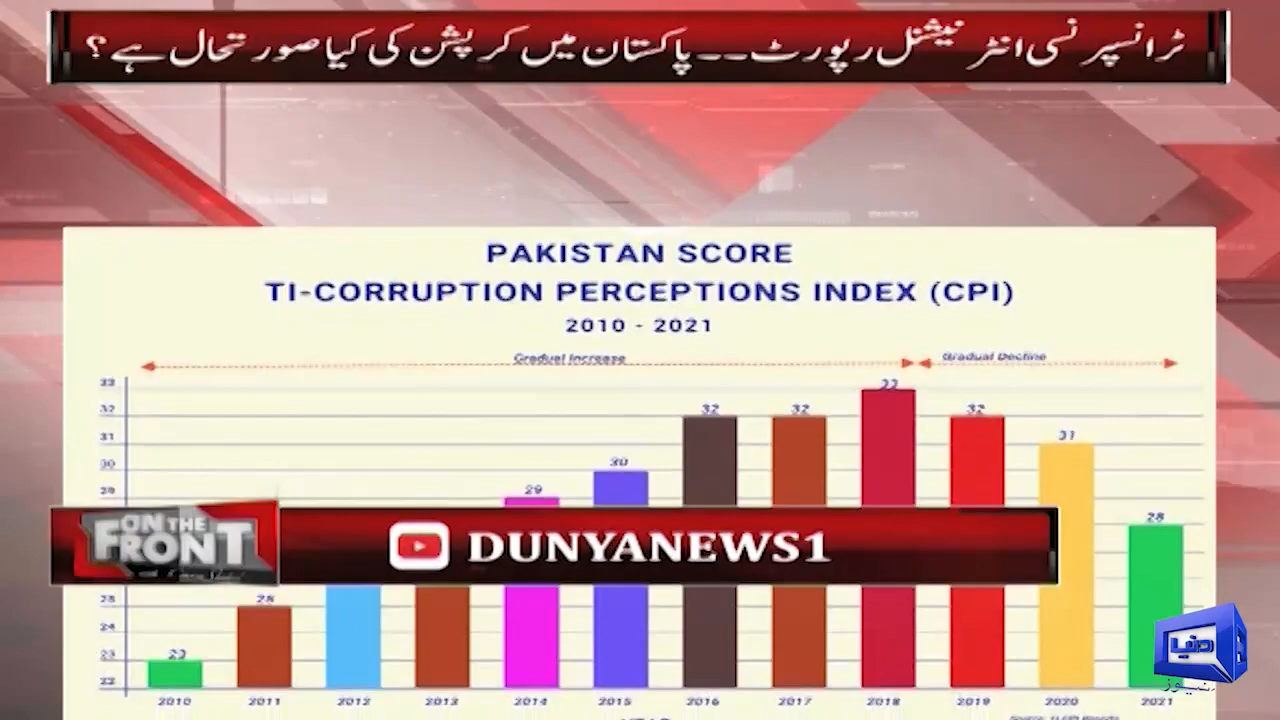 ٹرانسپرنسی انٹرنیشنل رپورٹ۔۔پاکستان میں کرپشن کی کیا صورتحال ہے؟
PAKISTAN SCORE
TI-CORRUPTION PERCEPTIONS INDEX (CPI)
2010 - 2021
Gradual Increase
Gradual Decline
33
33
32
32
32
32
31
31
30
30
29
29
28
ON THE FRONT
DUNYANEWS1
25
24
23
23
22
2010 2011 2012 2013 2014 2015 2016 2017 2018 2019 2020 2021
دنیا
نیوز